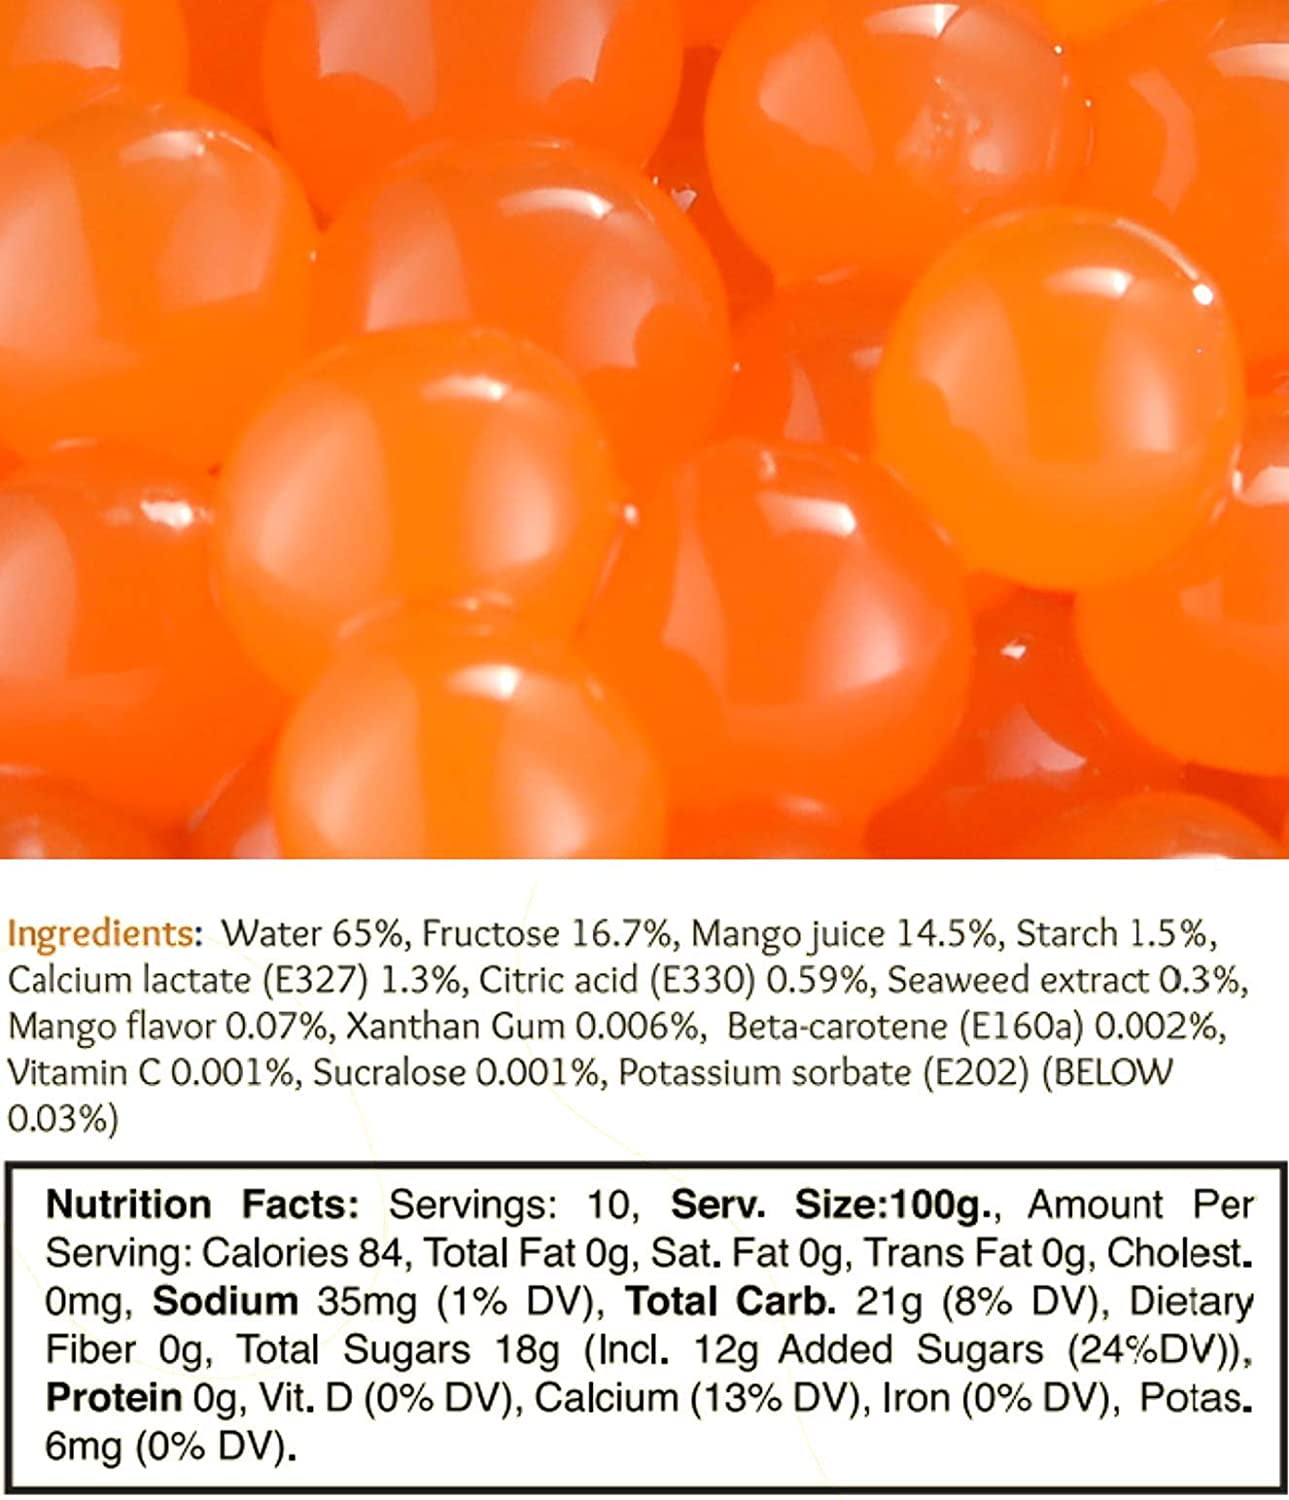 Ingredients: Water 65%, Fructose 16.7%, Mango juice 14.5%, Starch 1.5%,
Calcium lactate (E327) 1.3%, Citric acid (E330) 0.59%, Seaweed extract 0.3%,
Mango flavor 0.07%, Xanthan Gum 0.006%, Beta-carotene (E160a) 0.002%,
Vitamin C 0.001%, Sucralose 0.001%, Potassium sorbate (E202) (BELOW
0.03%)
Nutrition Facts: Servings: 10, Serv. Size:100g., Amount Per
Serving: Calories 84, Total Fat 0g, Sat. Fat 0g, Trans Fat 0g, Cholest.
0mg, Sodium 35mg (1% DV), Total Carb. 21g (8% DV), Dietary
Fiber 0g, Total Sugars 18g (Incl. 12g Added Sugars (24%DV)),
Protein 0g, Vit. D (0% DV), Calcium (13% DV), Iron (0% DV), Potas.
6mg (0% DV).